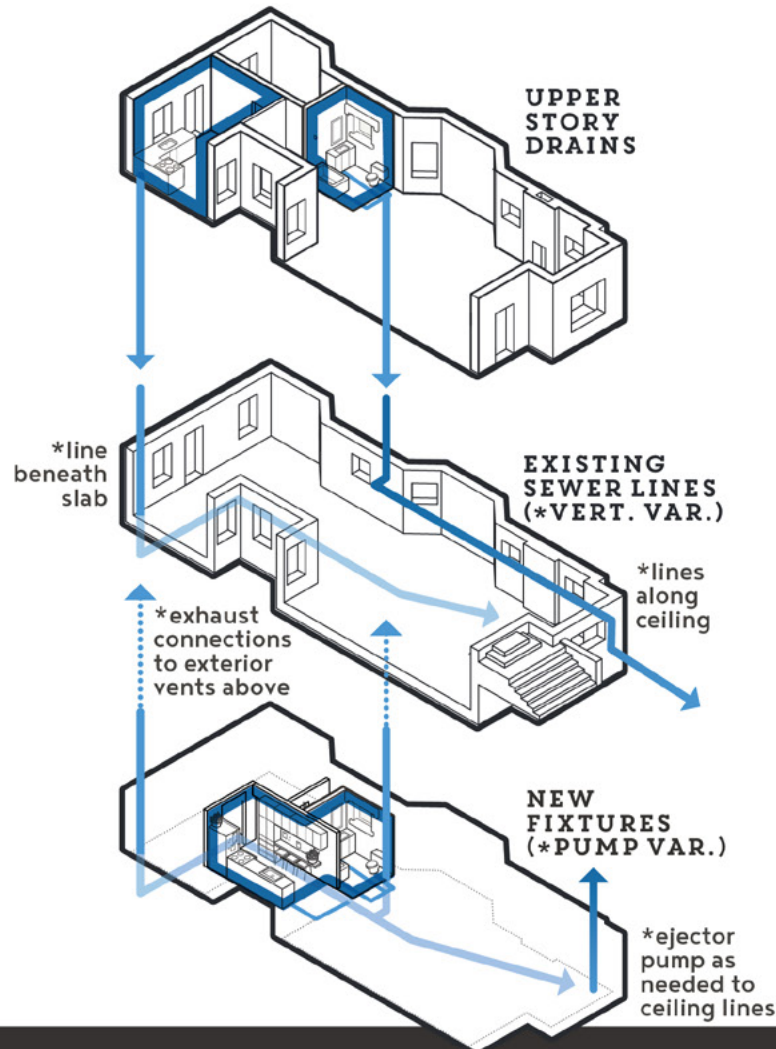 UPPER
STORY
DRAINS
*line
beneath
slab
EXISTING
SEWER LINES
(*VERT. VAR.)
*lines
along
ceiling
*exhaust
connections
to exterior
vents above
NEW
FIXTURES
(*PUMP VAR.)
*ejector
pump as
needed to
ceiling lines